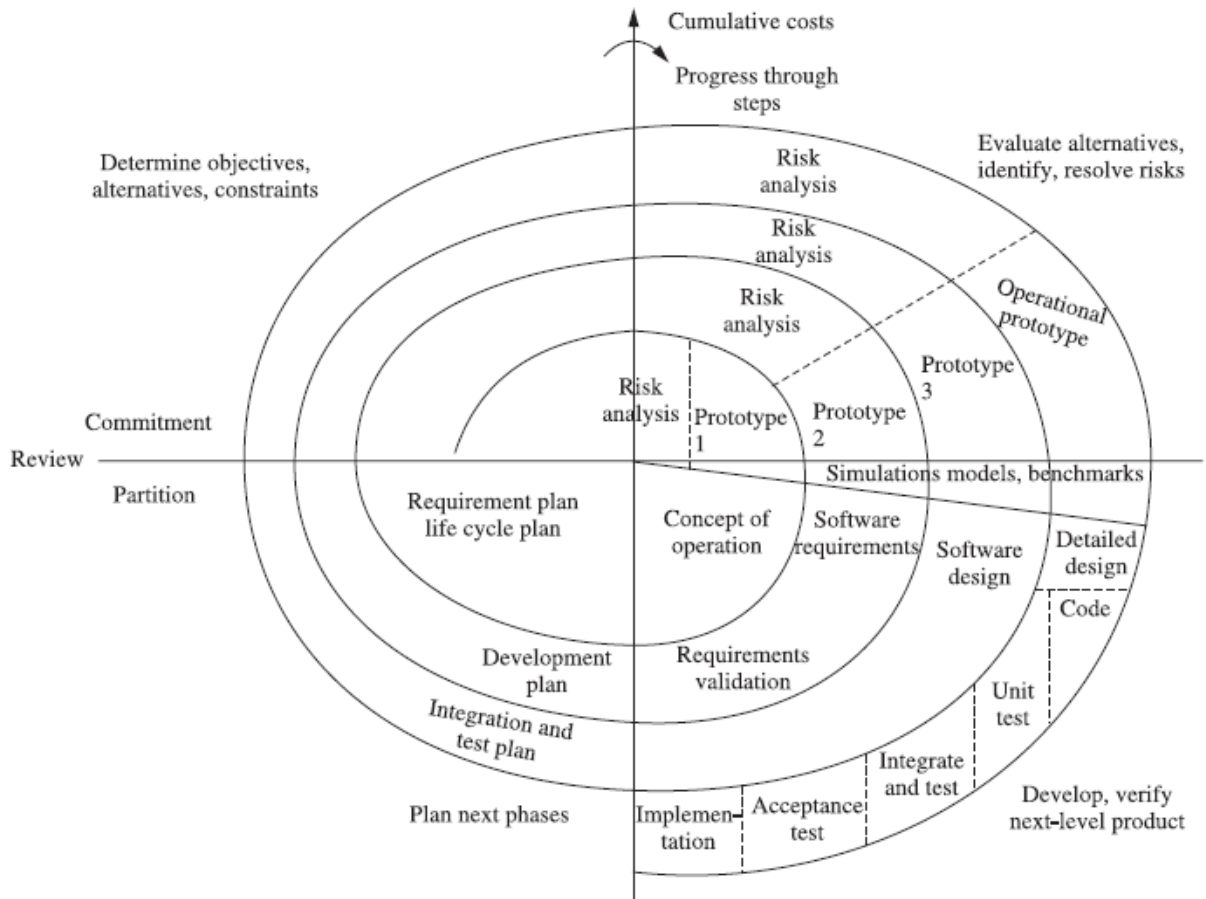 Cumulative costs
Progress through
steps
Determine objectives,
alternatives, constraints
Evaluate alternatives,
identify, resolve risks
Risk
analysis
Risk
analysis
Risk
analysis
Operational
prototype
Risk
analysis
Prototype
1
Prototype
2
Prototype
3
Commitment
Review
Partition
Simulations models, benchmarks
Requirement plan
life cycle plan
Concept of
operation
Software
requirements
Software
design
Detailed
design
Code
Development
plan
Requirements
validation
Unit
test
Integration and
test plan
Integrate
and test
Plan next phases
Implemen-
tation
Acceptance
test
Develop, verify
next-level product